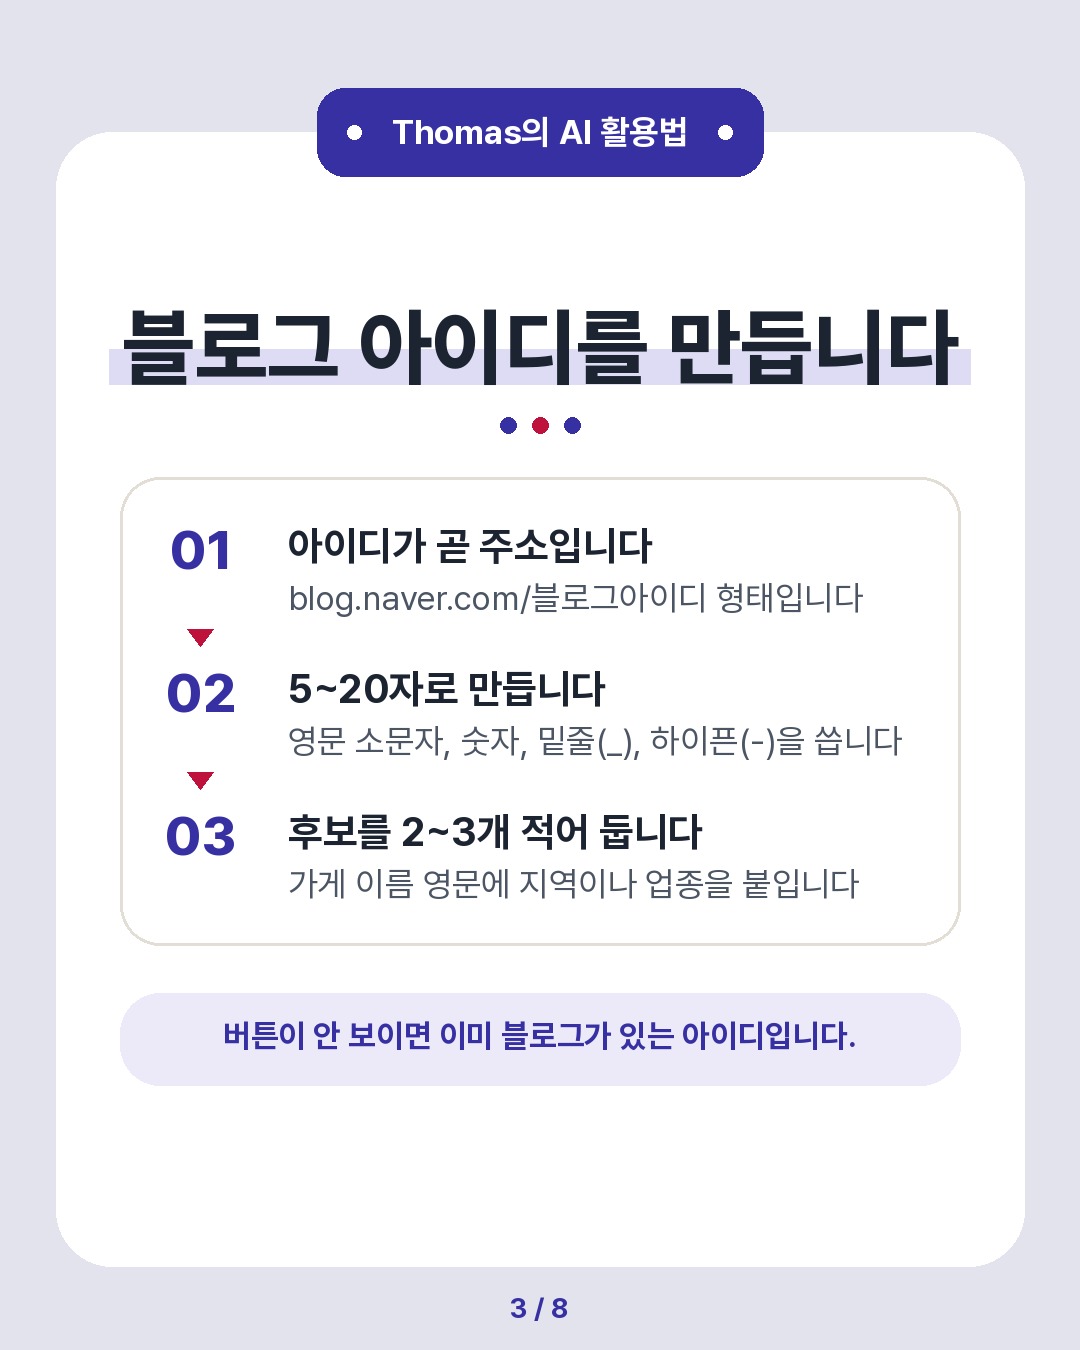 Thomas의 AI 활용법
블로그 아이디를 만듭니다
01
아이디가 곧 주소입니다
blog.naver.com/블로그아이디 형태입니다
02
5~20자로 만듭니다
영문 소문자, 숫자, 밑줄(_), 하이픈(-)을 씁니다
03
후보를 2~3개 적어 둡니다
가게 이름 영문에 지역이나 업종을 붙입니다
버튼이 안 보이면 이미 블로그가 있는 아이디입니다.
3 / 8